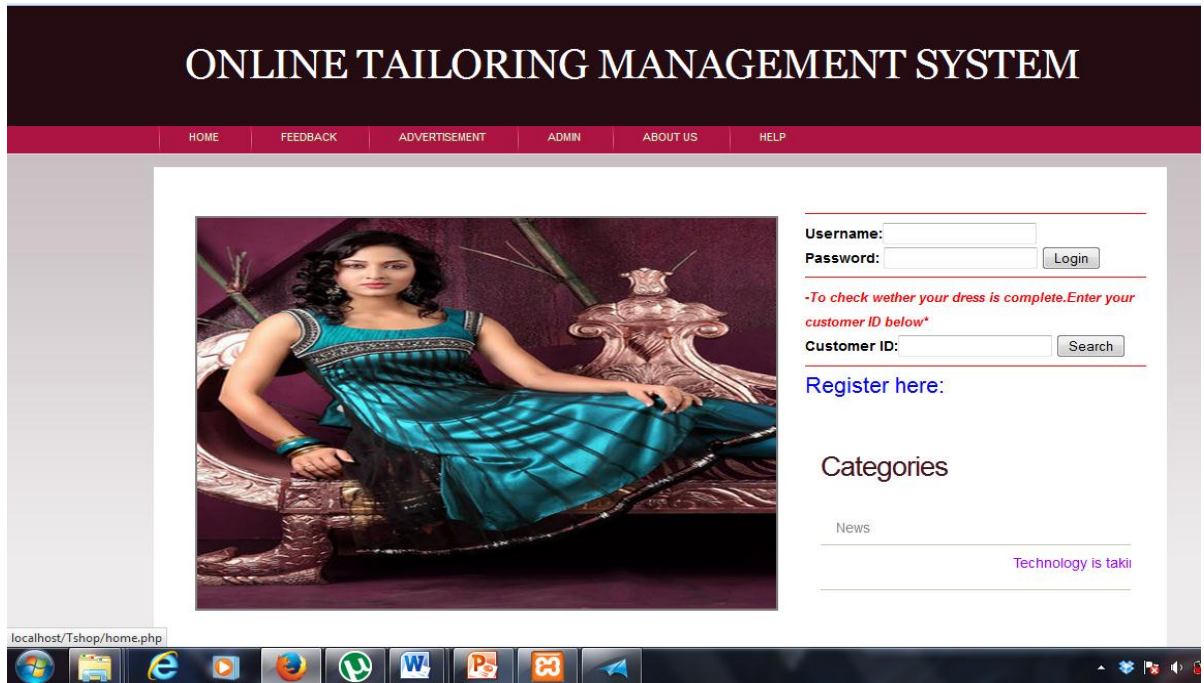 ONLINE TAILORING MANAGEMENT SYSTEM
HOME FEEDBACK ADVERTISEMENT ADMIN ABOUT US HELP
Username:
Password: Login
-To check wether your dress is complete.Enter your
customer ID below*
Customer ID: Search
Register here:
Categories
News
Technology is taki
localhost/Tshop/home.php